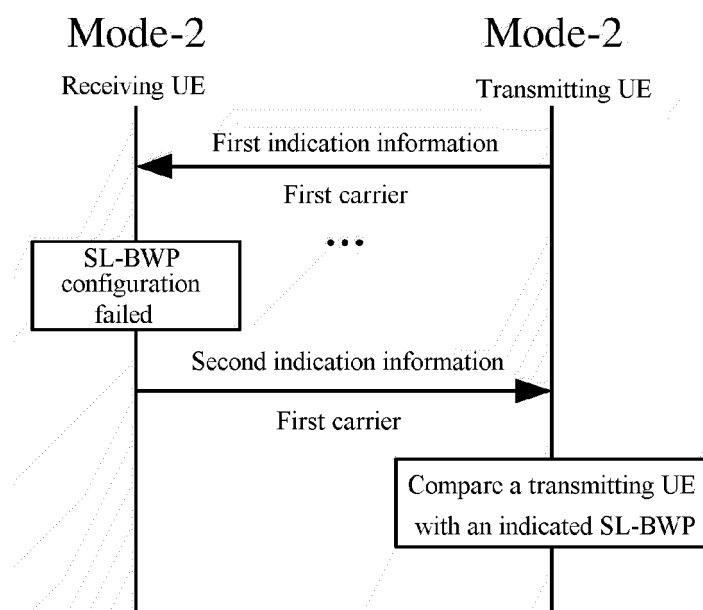 Mode-2 Mode-2
Receiving UE Transmitting UE
First indication information
First carrier
...
SL-BWP
configuration
failed
Second indication information
First carrier
Compare a transmitting UE
with an indicated SL-BWP